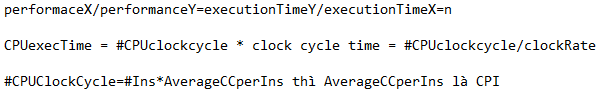 performaceX/performanceY=executionTimeY/executionTimeX=n
CPUexecTime = #CPUclockcycle * clock cycle time = #CPUclockcycle/clockRate
#CPUClockCycle=#Ins*AverageCCperIns thì AverageCCperIns là CPI